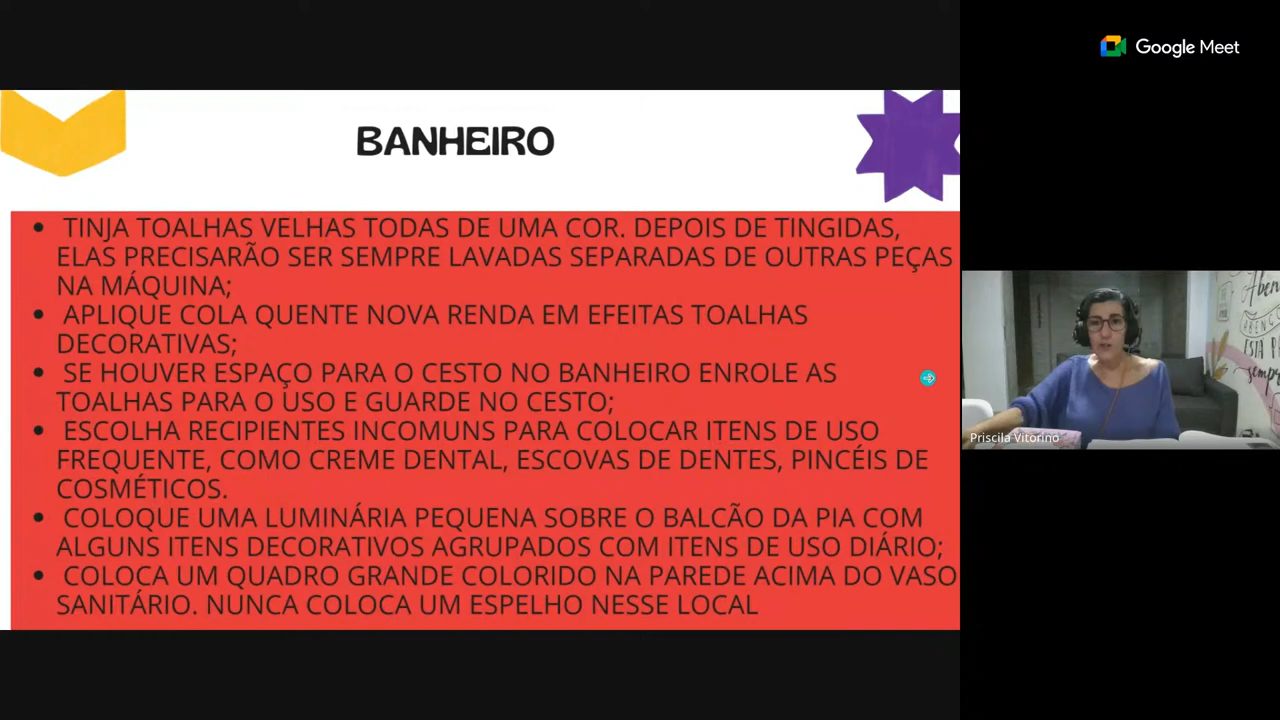 Google Meet
BANHEIRO
• TINJA TOALHAS VELHAS TODAS DE UMA COR. DEPOIS DE TINGIDAS,
ELAS PRECISARÃO SER SEMPRE LAVADAS SEPARADAS DE OUTRAS PEÇAS
NA MÁQUINA;
• APLIQUE COLA QUENTE NOVA RENDA EM EFEITAS TOALHAS
DECORATIVAS;
• SE HOUVER ESPAÇO PARA O CESTO NO BANHEIRO ENROLE AS
TOALHAS PARA O USO E GUARDE NO CESTO;
• ESCOLHA RECIPIENTES INCOMUNS PARA COLOCAR ITENS DE USO
FREQUENTE, COMO CREME DENTAL, ESCOVAS DE DENTES, PINCÉIS DE
COSMÉTICOS.
• COLOQUE UMA LUMINÁRIA PEQUENA SOBRE O BALCÃO DA PIA COM
ALGUNS ITENS DECORATIVOS AGRUPADOS COM ITENS DE USO DIÁRIO;
• COLOCA UM QUADRO GRANDE COLORIDO NA PAREDE ACIMA DO VASO
SANITÁRIO. NUNCA COLOCA UM ESPELHO NESSE LOCAL
Priscila Vitorino